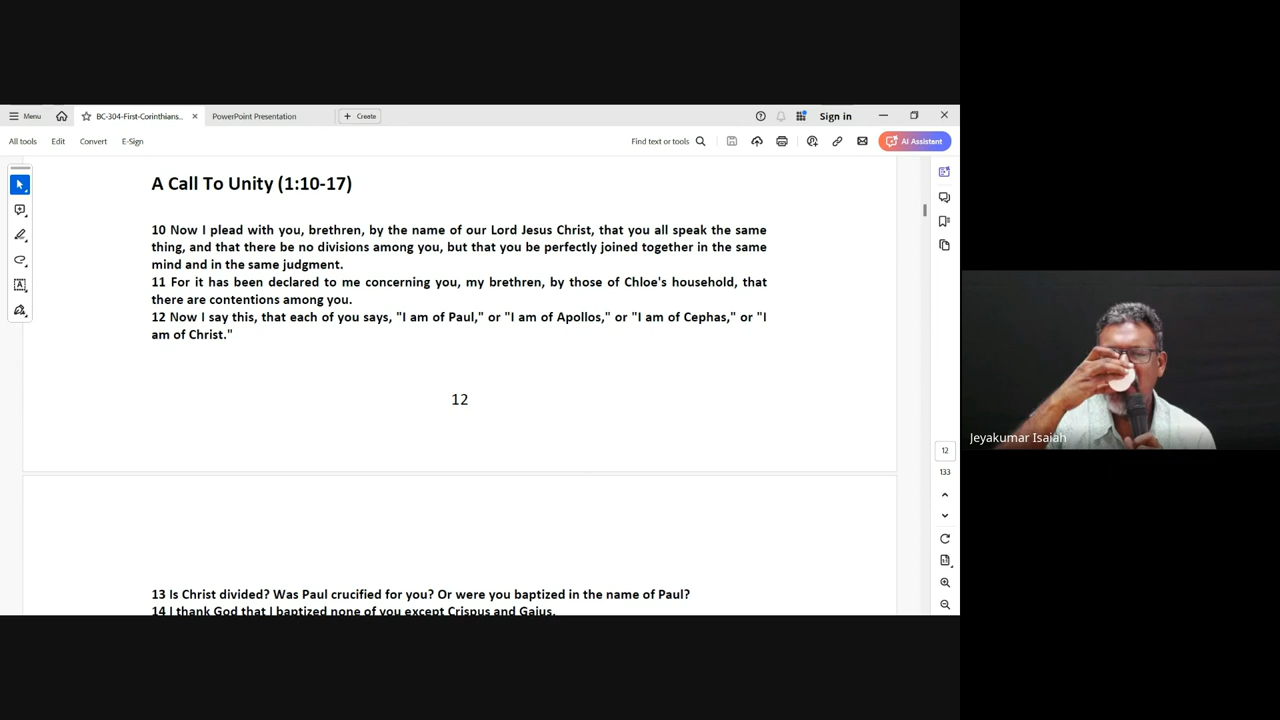 Menu
BC-304-First-Corinthians...
PowerPoint Presentation
Create
Sign in
All tools
Edit
Convert
E-Sign
Find text or tools
AI Assistant
A Call To Unity (1:10-17)
10 Now I plead with you, brethren, by the name of our Lord Jesus Christ, that you all speak the same
thing, and that there be no divisions among you, but that you be perfectly joined together in the same
mind and in the same judgment.
11 For it has been declared to me concerning you, my brethren, by those of Chloe's household, that
there are contentions among you.
12 Now I say this, that each of you says, "I am of Paul," or "I am of Apollos," or "I am of Cephas," or "I
am of Christ."
12
13 Is Christ divided? Was Paul crucified for you? Or were you baptized in the name of Paul?
14 I thank God that I baptized none of you except Crispus and Gaius,
12
133
Jeyakumar Isaiah